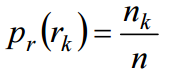 p_r(r_k) = n_k / n